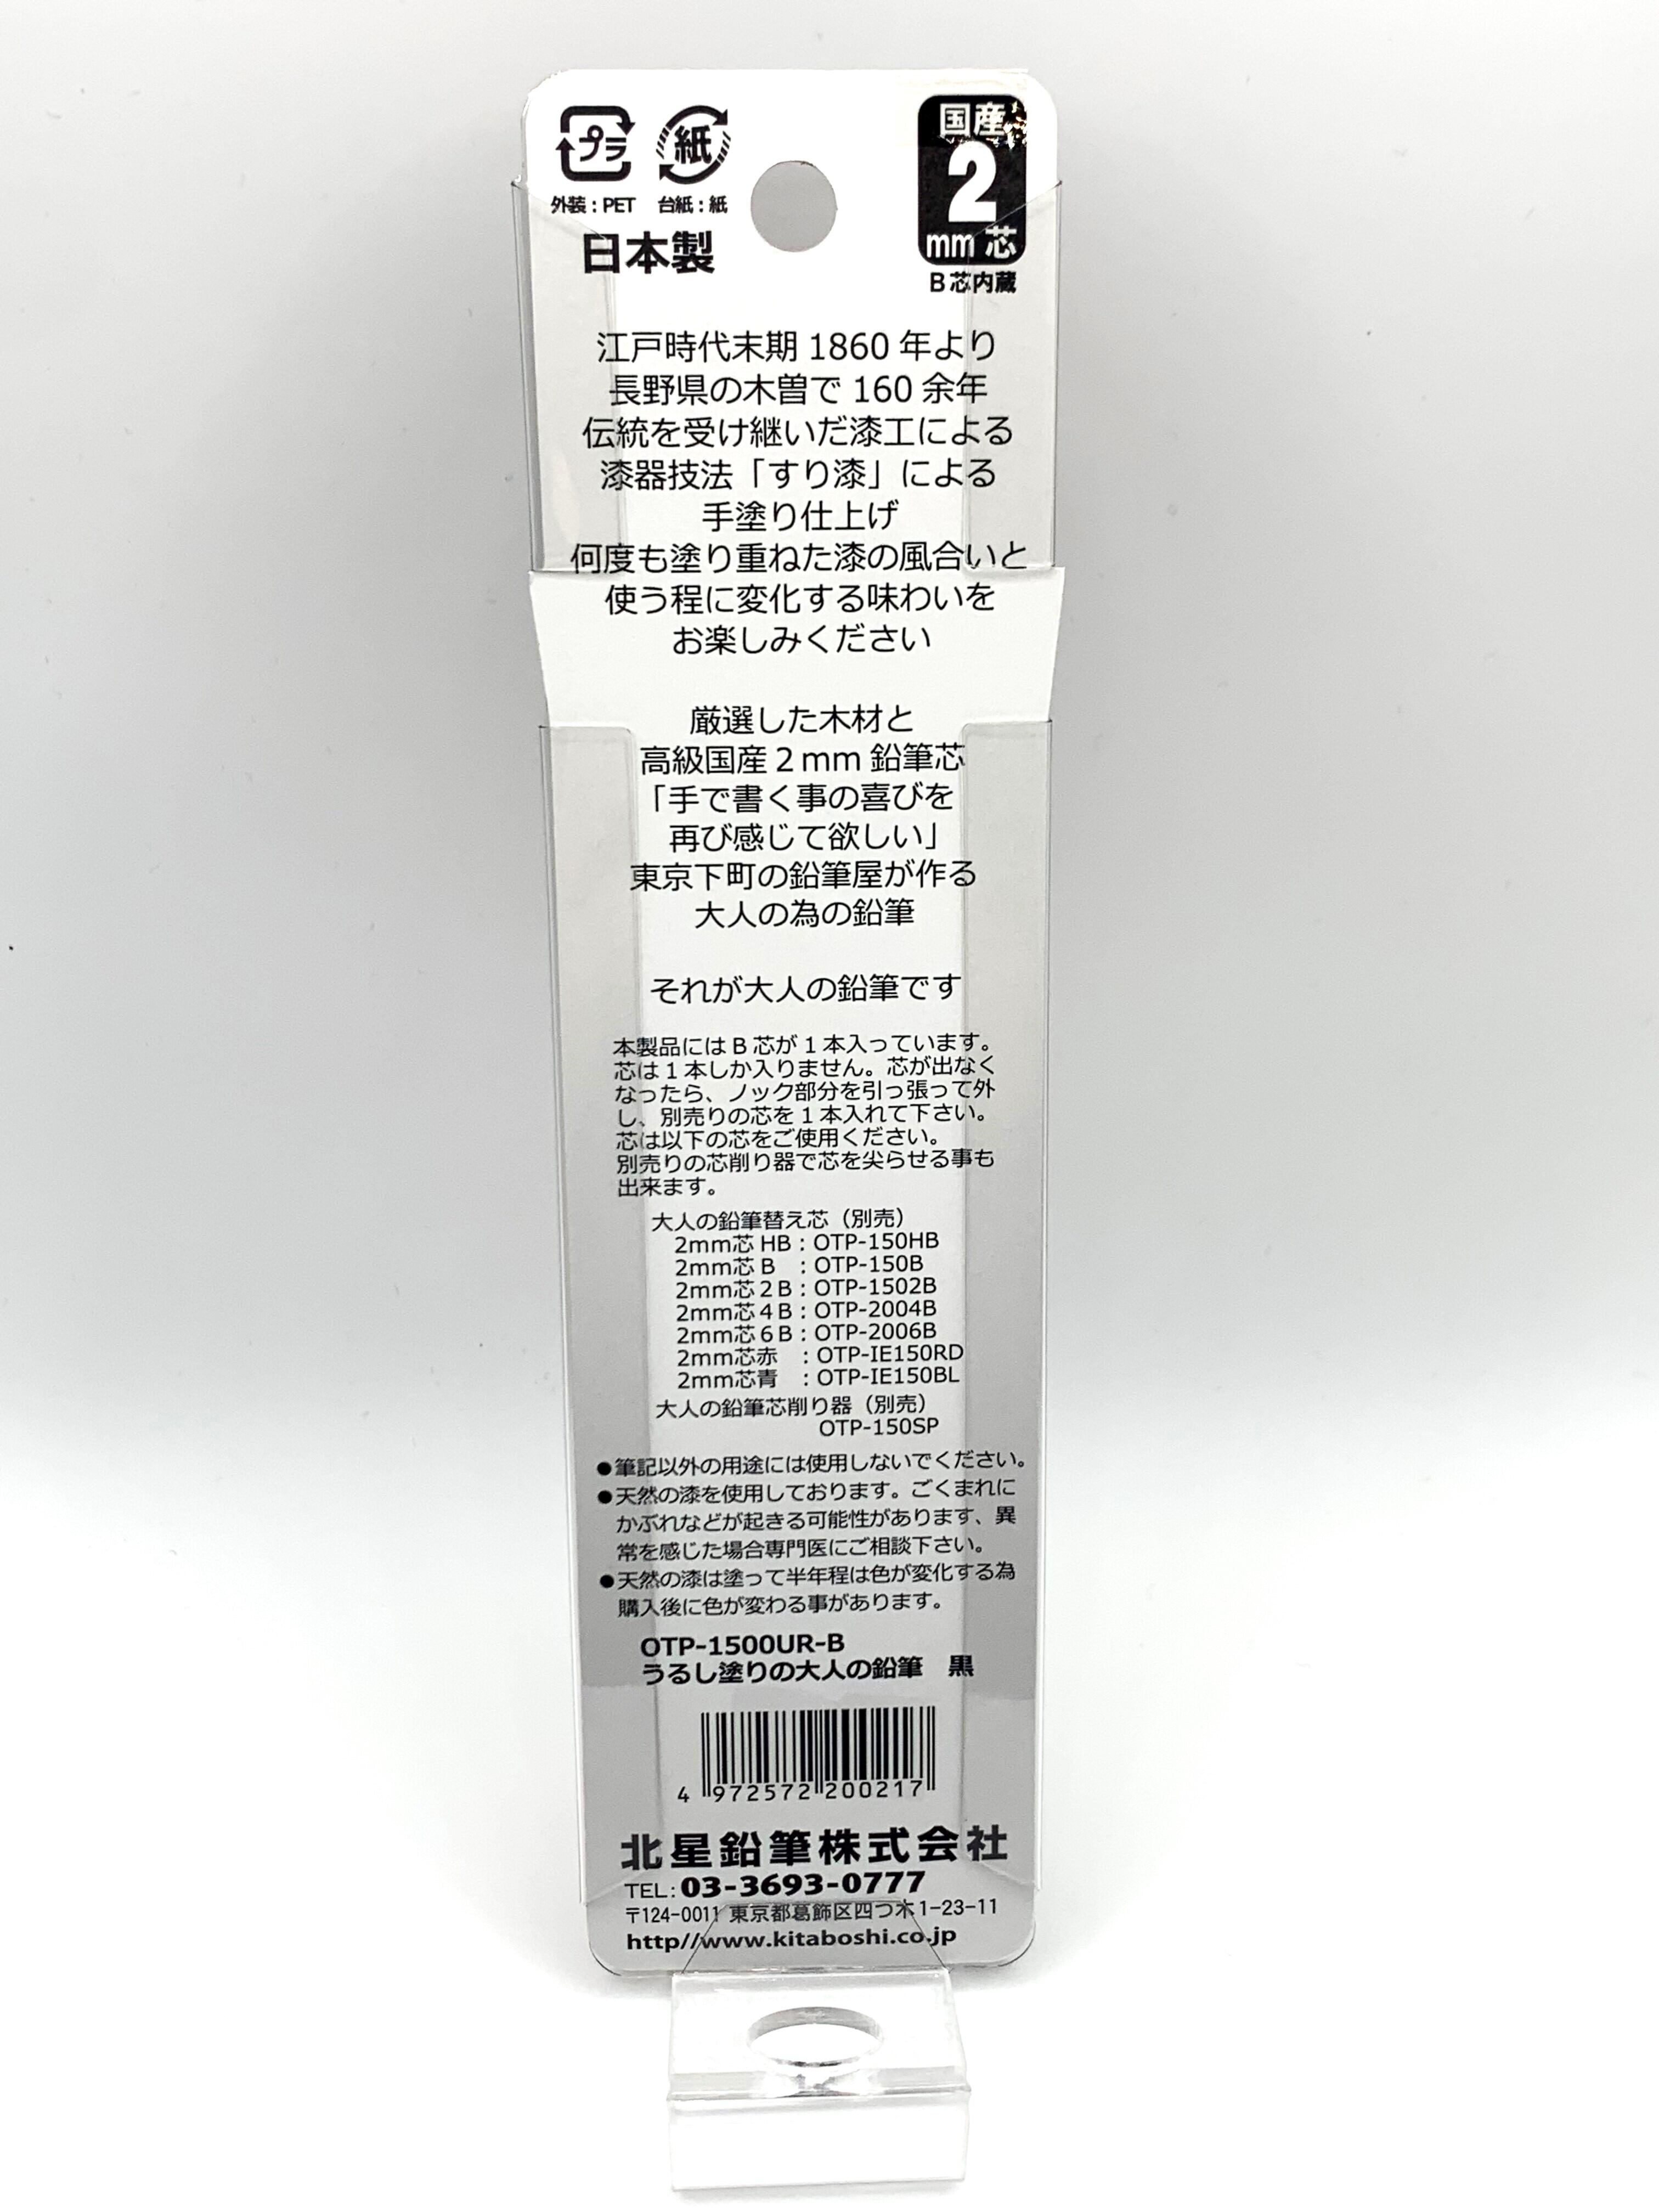 プラ 紙
外装：PET 台紙：紙
日本製
国産
2
mm 芯
B芯内蔵
江戸時代末期 1860 年より
長野県の木曽で 160 余年
伝統を受け継いだ漆工による
漆器技法「すり漆」による
手塗り仕上げ
何度も塗り重ねた漆の風合いと
使う程に変化する味わいを
お楽しみください
厳選した木材と
高級国産２mm 鉛筆芯
「手で書く事の喜びを
再び感じて欲しい」
東京下町の鉛筆屋が作る
大人の為の鉛筆
それが大人の鉛筆です
本製品には B 芯が 1 本入っています。
芯は 1 本しか入りません。芯が出なく
なったら、ノック部分を引っ張って外
し、別売りの芯を 1 本入れて下さい。
芯は以下の芯をご使用ください。
別売りの芯削り器で芯を尖らせる事も
出来ます。
大人の鉛筆替え芯（別売）
2mm芯 HB：OTP-150HB
2mm芯 B ：OTP-150B
2mm芯 2 B：OTP-1502B
2mm芯 4 B：OTP-2004B
2mm芯 6 B：OTP-2006B
2mm芯赤 ：OTP-IE150RD
2mm芯青 ：OTP-IE150BL
大人の鉛筆芯削り器（別売）
OTP-150SP
●筆記以外の用途には使用しないでください。
●天然の漆を使用しております。ごくまれに
かぶれなどが起きる可能性があります、異
常を感じた場合専門医にご相談下さい。
●天然の漆は塗って半年程は色が変化する為
購入後に色が変わる事があります。
OTP-1500UR-B
うるし塗りの大人の鉛筆 黒
4 972572 200217
北星鉛筆株式会社
TEL: 03-3693-0777
〒124-0011 東京都葛飾区四つ木1-23-11
http//www.kitaboshi.co.jp